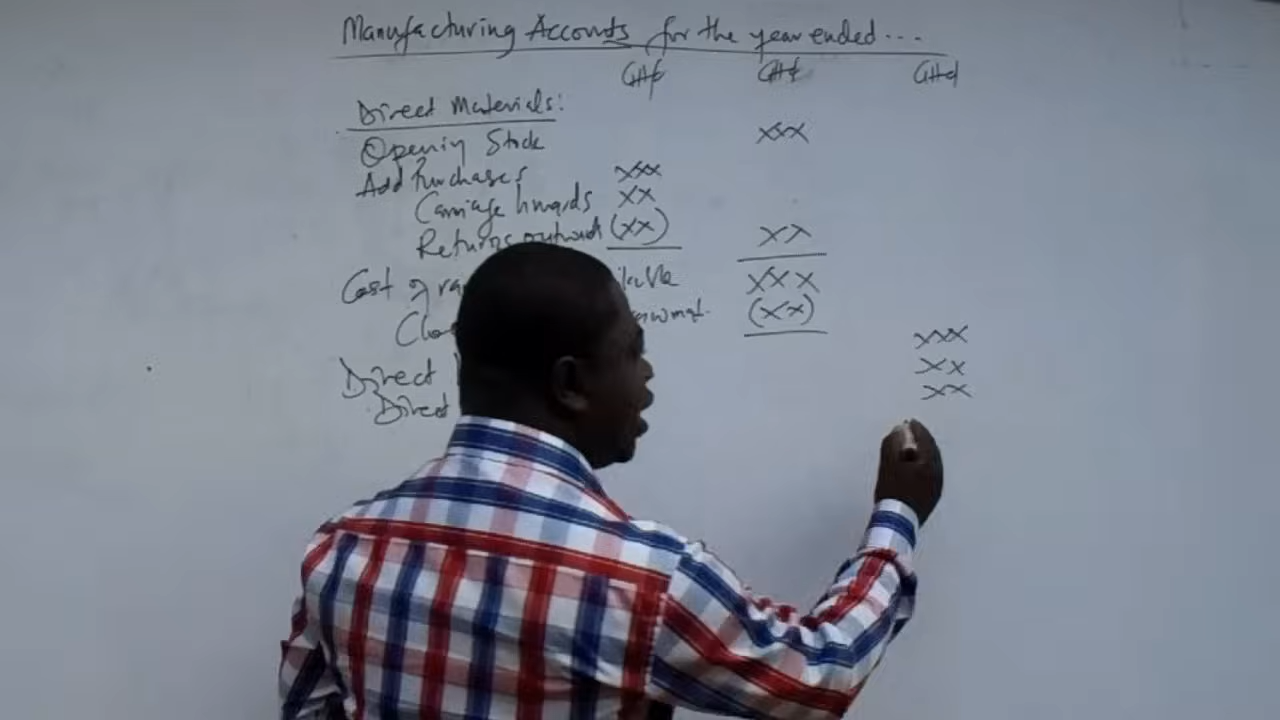 Manufacturing Accounts for the year ended...
GH¢ GH¢ GH¢
Direct Materials:
Opening Stock xxx
Add Purchases xxx
Carriage Inwards xx
Returns outwards (xx) xx
Cost of xxx
(xx)
xxx
Direct xx
Direct xx